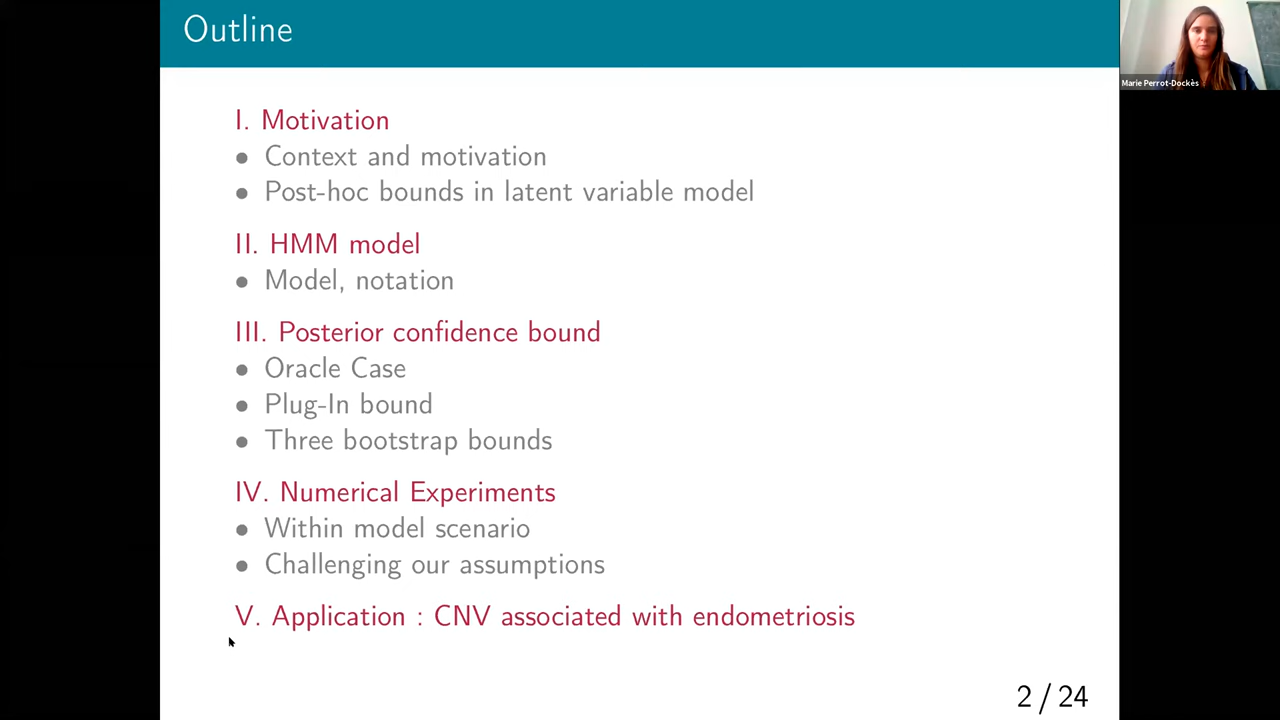 Outline
Marie Perrot-Dockès
I. Motivation
• Context and motivation
• Post-hoc bounds in latent variable model
II. HMM model
• Model, notation
III. Posterior confidence bound
• Oracle Case
• Plug-In bound
• Three bootstrap bounds
IV. Numerical Experiments
• Within model scenario
• Challenging our assumptions
V. Application : CNV associated with endometriosis
2 / 24